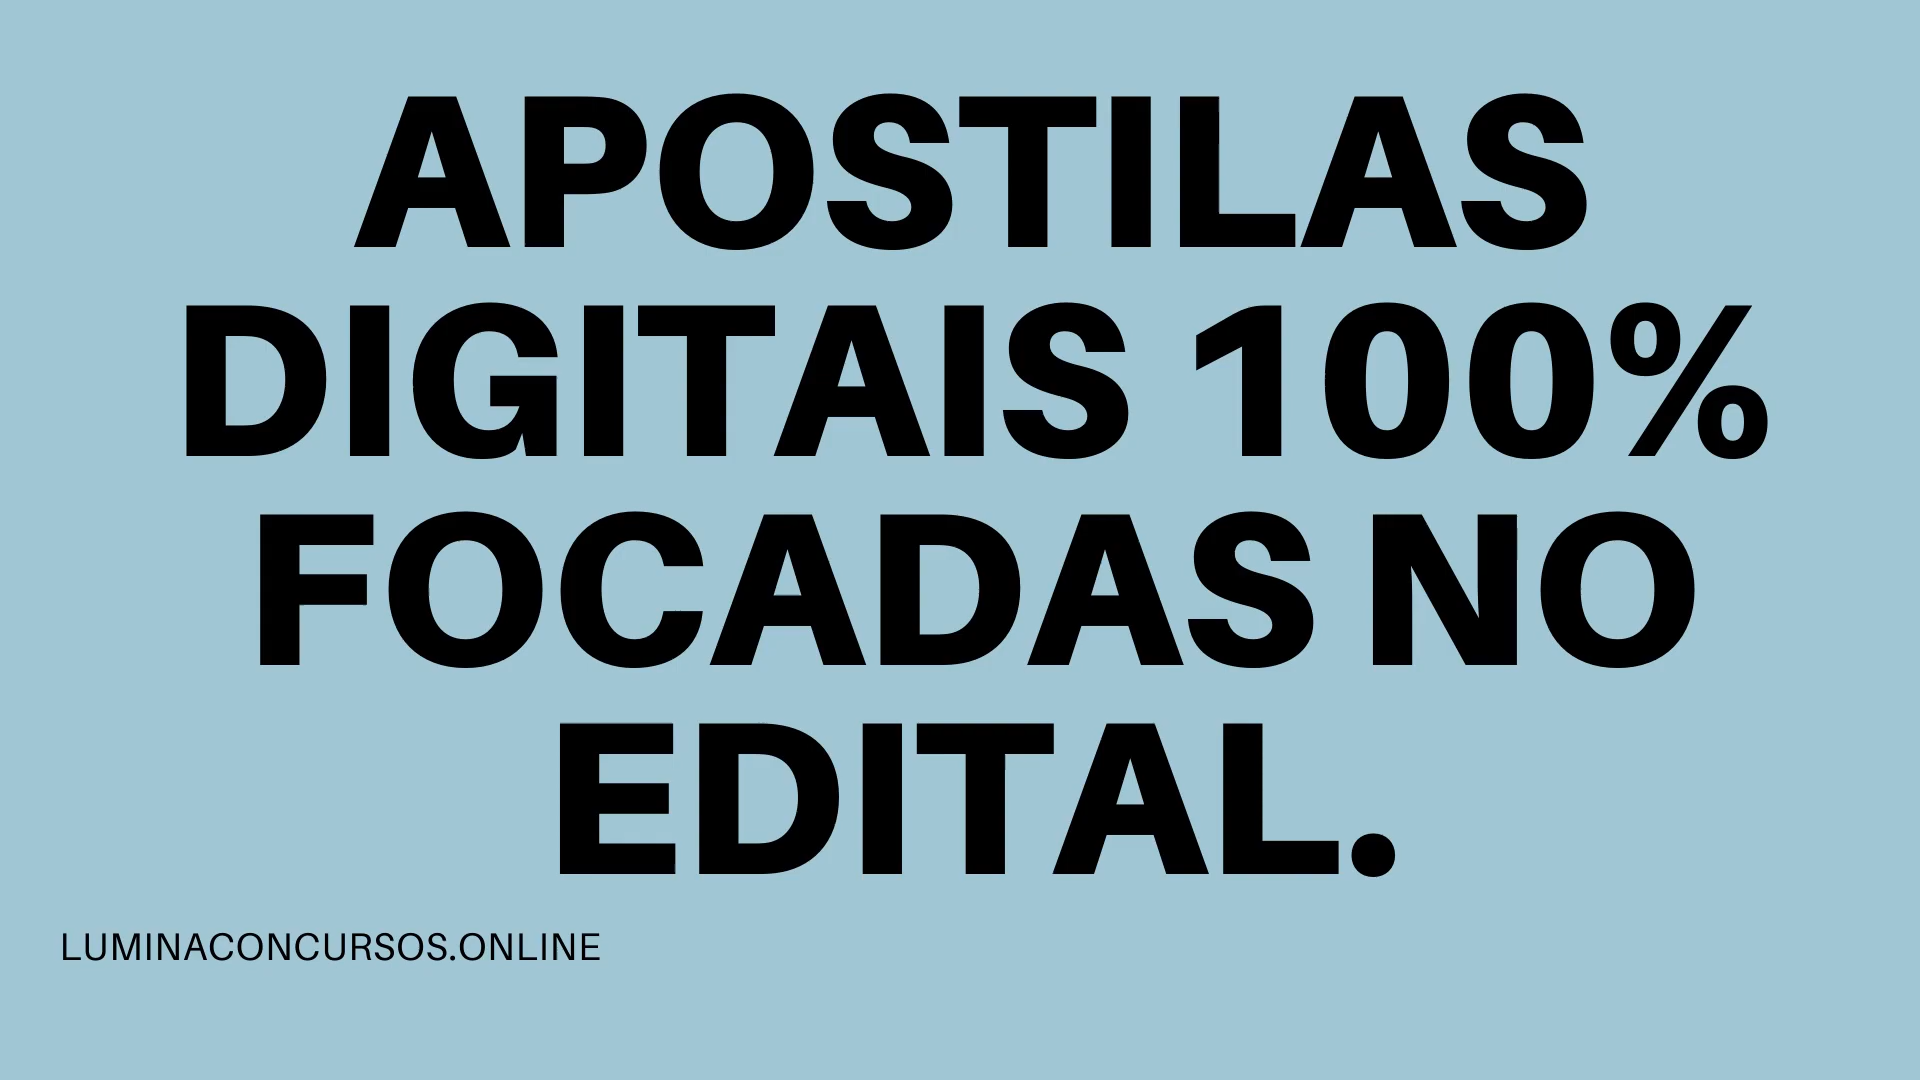 APOSTILAS
DIGITAIS 100%
FOCADAS NO
EDITAL.
LUMINACONCURSOS.ONLINE